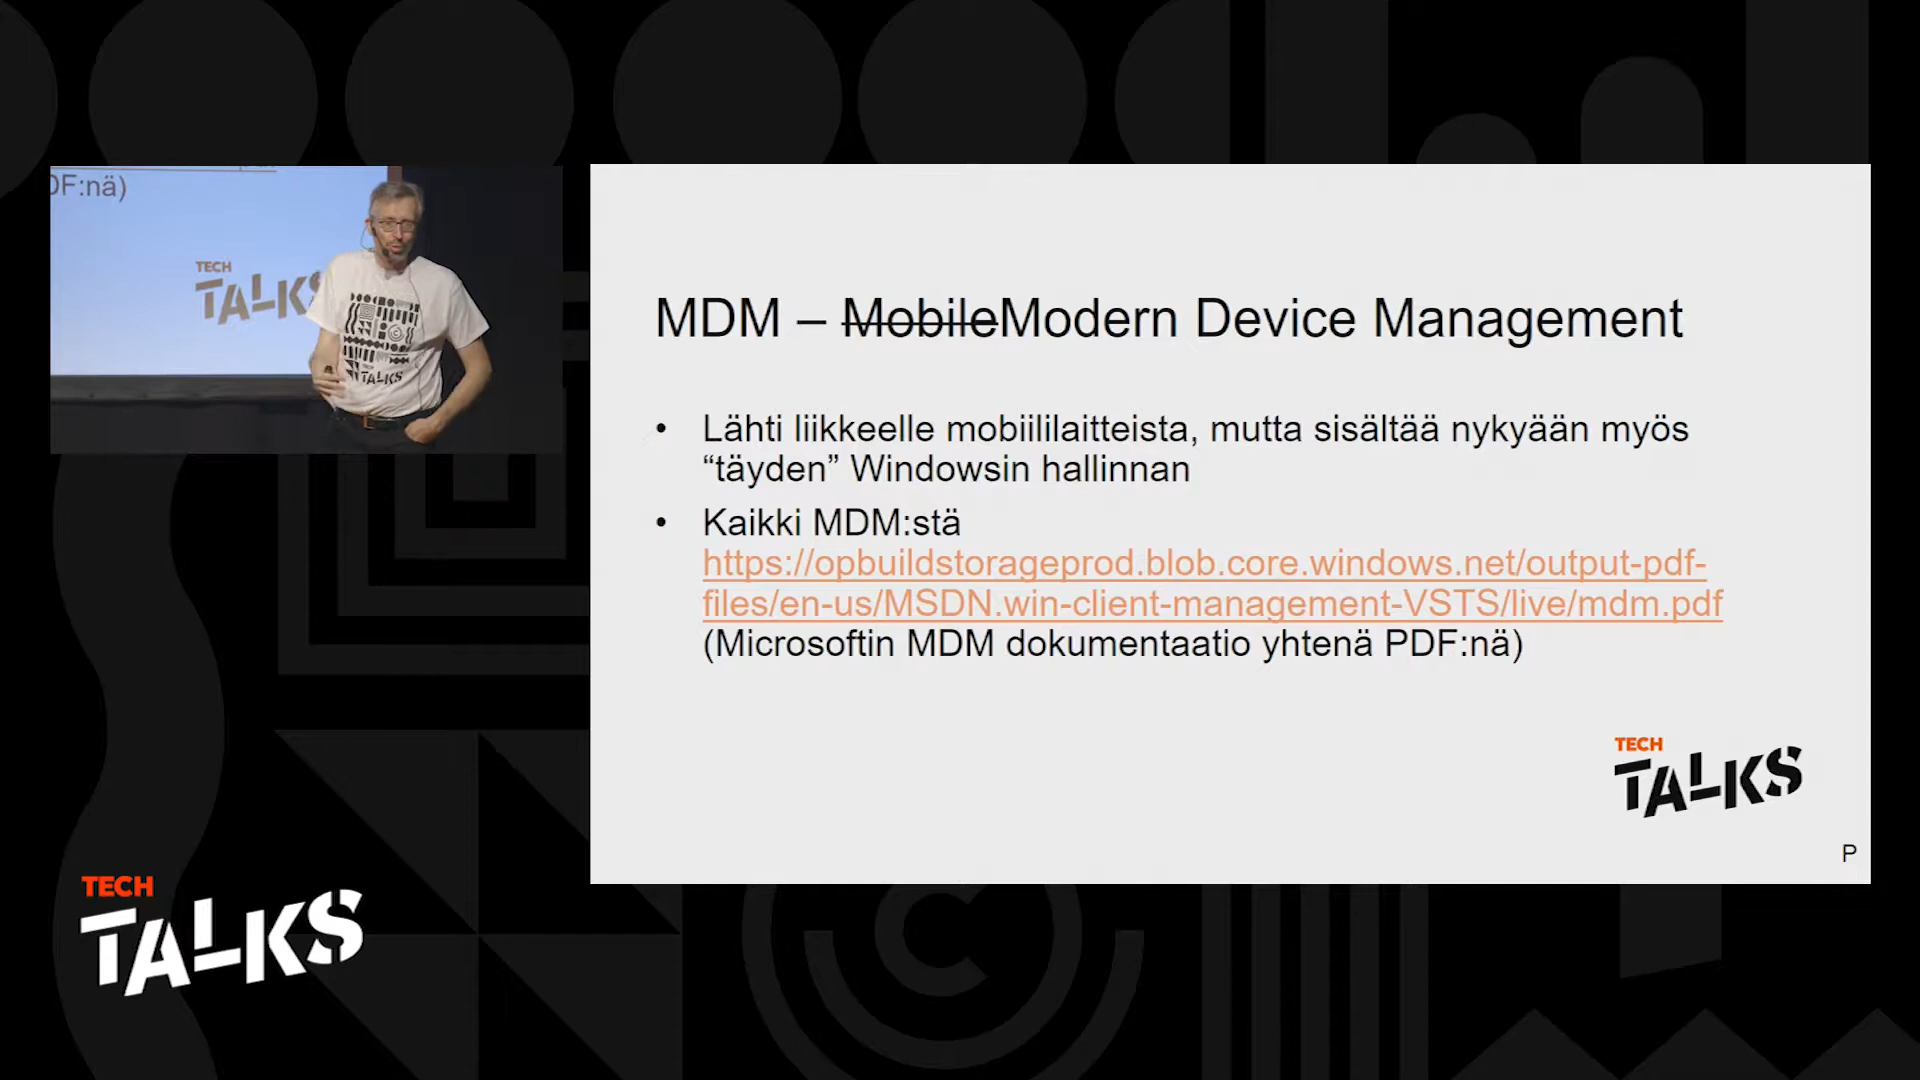 DF:nä)
TECH
TALKS
TALKS
MDM – MobileModern Device Management
• Lähti liikkeelle mobiililaitteista, mutta sisältää nykyään myös
“täyden” Windowsin hallinnan
• Kaikki MDM:stä
https://opbuildstorageprod.blob.core.windows.net/output-pdf-
files/en-us/MSDN.win-client-management-VSTS/live/mdm.pdf
(Microsoftin MDM dokumentaatio yhtenä PDF:nä)
TECH
TALKS
P
TECH
TALKS